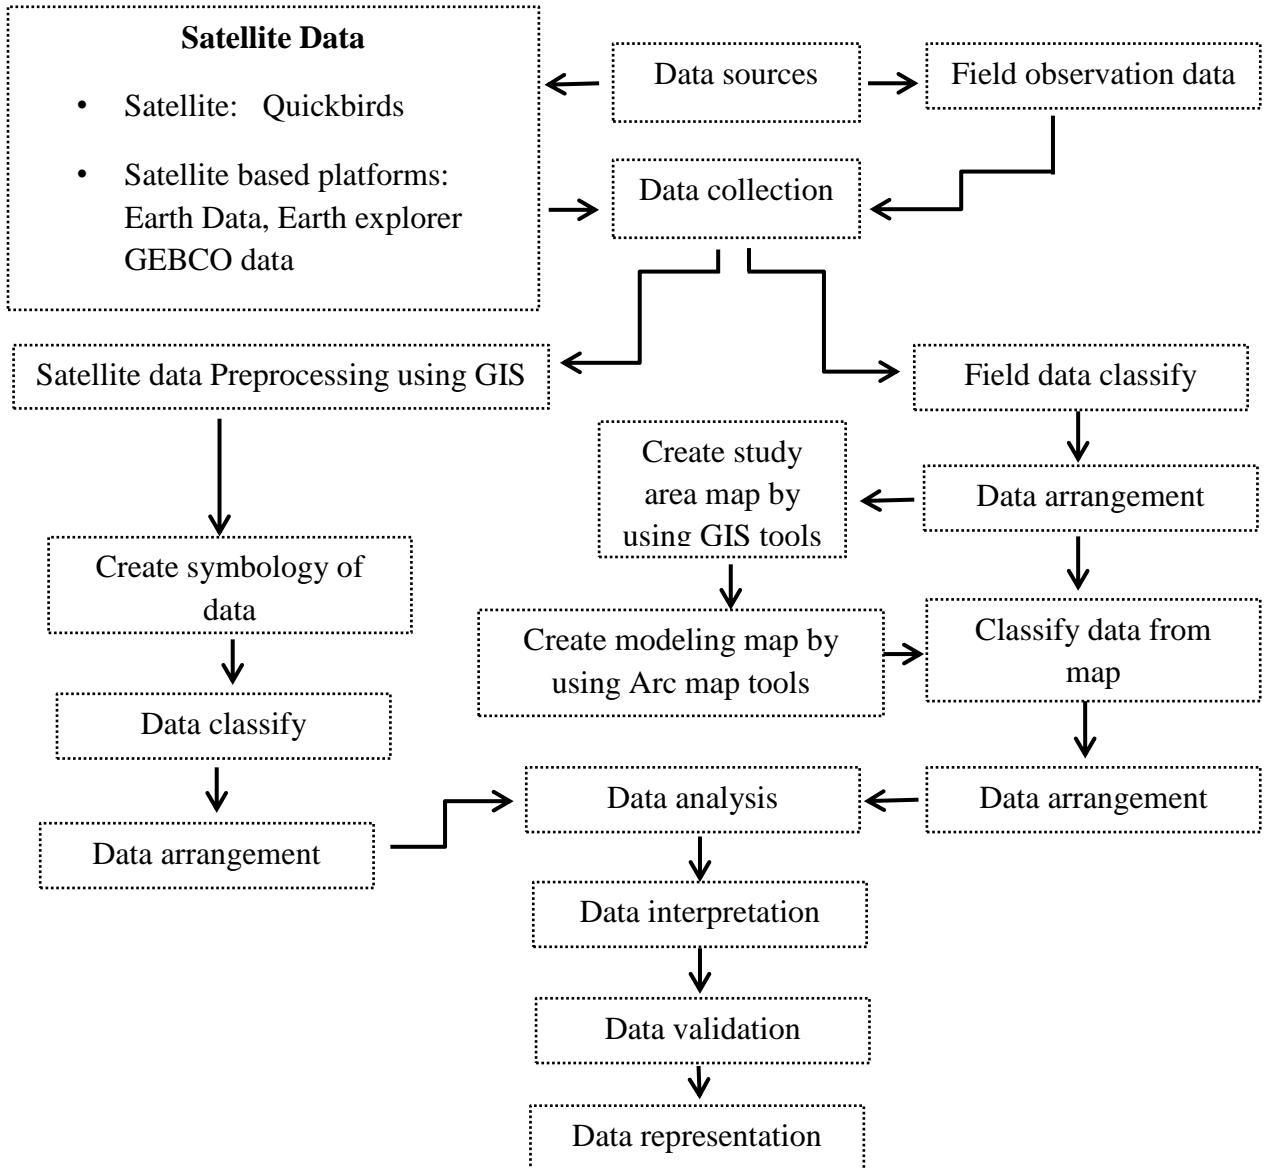 Satellite Data
• Satellite: Quickbirds
• Satellite based platforms:
Earth Data, Earth explorer
GEBCO data
Data sources
Field observation data
Data collection
Satellite data Preprocessing using GIS
Field data classify
Create study
area map by
using GIS tools
Data arrangement
Create symbology of
data
Create modeling map by
using Arc map tools
Classify data from
map
Data classify
Data analysis
Data arrangement
Data arrangement
Data interpretation
Data validation
Data representation